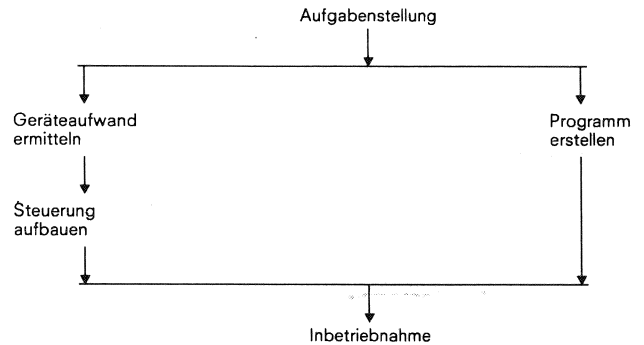 Aufgabenstellung
Geräteaufwand
ermitteln
Programm
erstellen
Steuerung
aufbauen
Inbetriebnahme